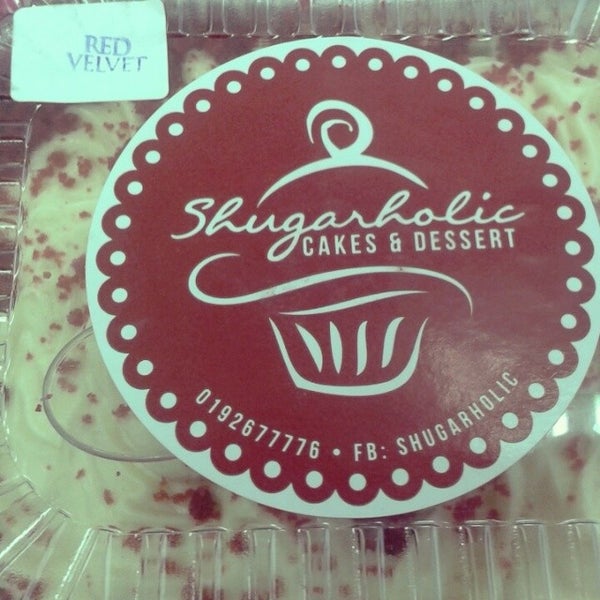 RED
VELVET
Shugarholic
CAKES & DESSERT
0192677776 • FB: SHUGARHOLIC